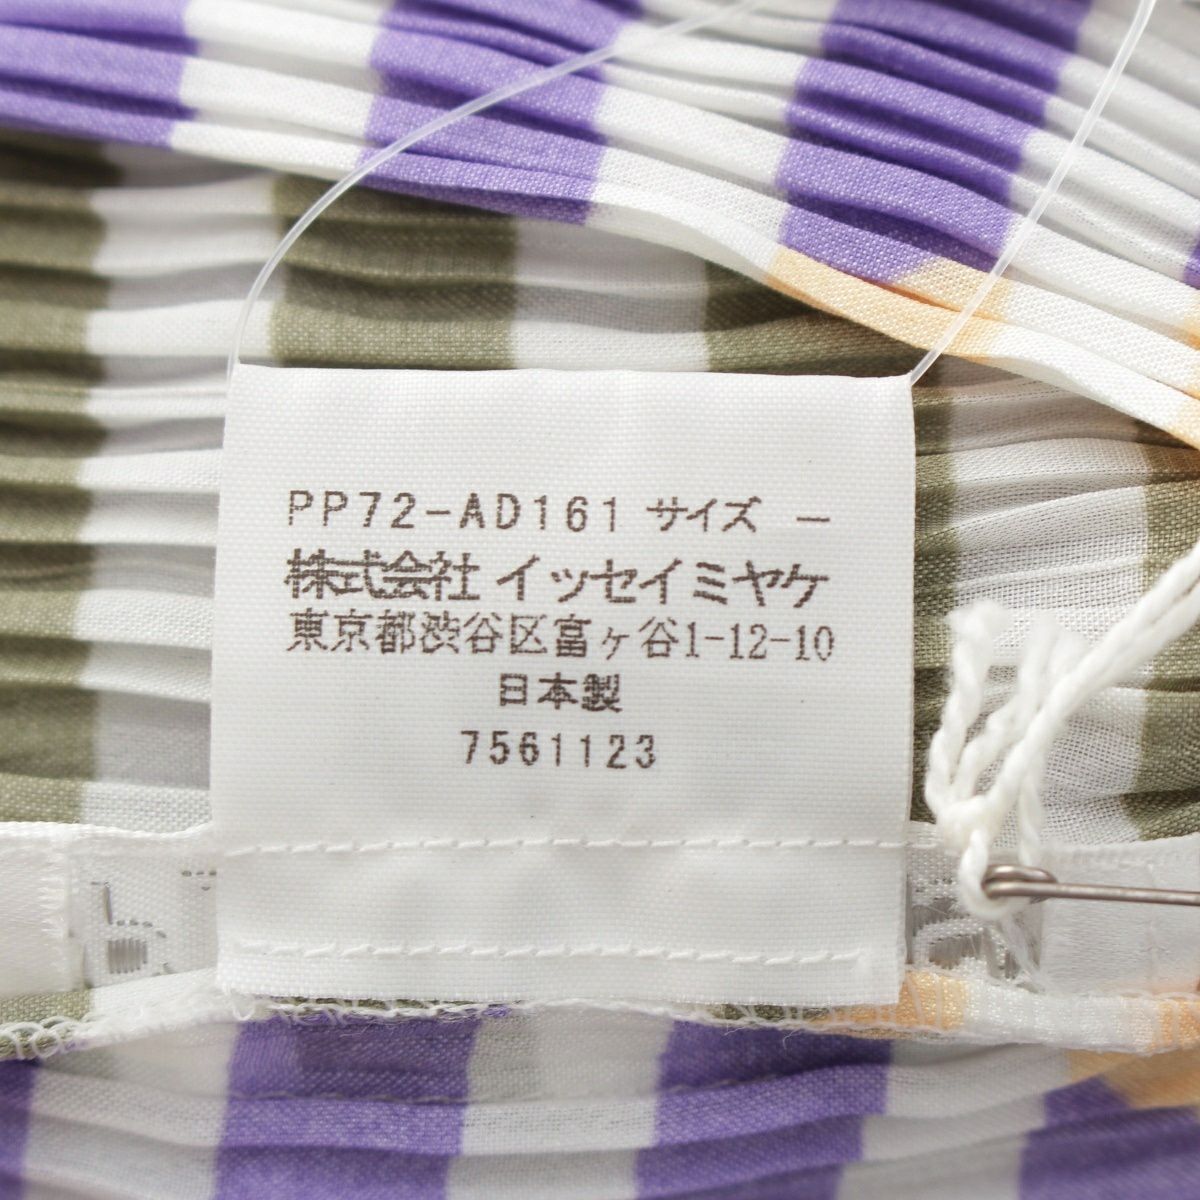 PP72-AD161 サイズ －
株式会社 イッセイミヤケ
東京都渋谷区富ヶ谷1-12-10
日本製
7561123